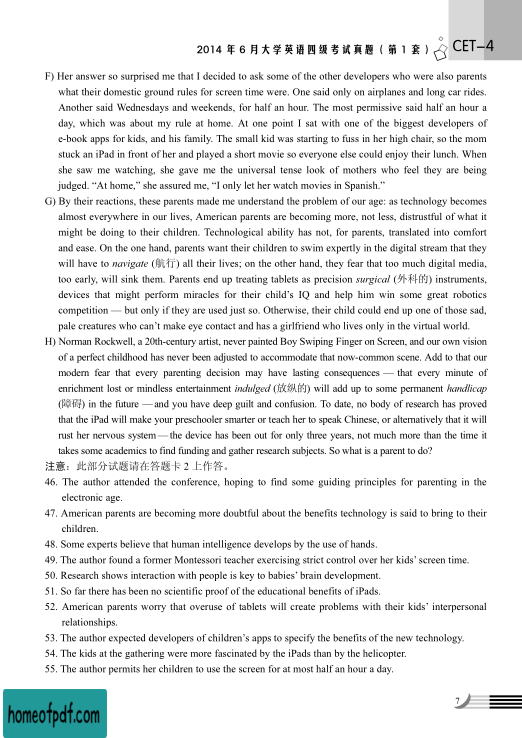 2014 年 6 月大学英语四级考试真题（第 1 套）
CET-4
F) Her answer so surprised me that I decided to ask some of the other developers who were also parents
what their domestic ground rules for screen time were. One said only on airplanes and long car rides.
Another said Wednesdays and weekends, for half an hour. The most permissive said half an hour a
day, which was about my rule at home. At one point I sat with one of the biggest developers of
e-book apps for kids, and his family. The small kid was starting to fuss in her high chair, so the mom
stuck an iPad in front of her and played a short movie so everyone else could enjoy their lunch. When
she saw me watching, she gave me the universal tense look of mothers who feel they are being
judged. “At home,” she assured me, “I only let her watch movies in Spanish.”
G) By their reactions, these parents made me understand the problem of our age: as technology becomes
almost everywhere in our lives, American parents are becoming more, not less, distrustful of what it
might be doing to their children. Technological ability has not, for parents, translated into comfort
and ease. On the one hand, parents want their children to swim expertly in the digital stream that they
will have to navigate (航行) all their lives; on the other hand, they fear that too much digital media,
too early, will sink them. Parents end up treating tablets as precision surgical (外科的) instruments,
devices that might perform miracles for their child’s IQ and help him win some great robotics
competition — but only if they are used just so. Otherwise, their child could end up one of those sad,
pale creatures who can’t make eye contact and has a girlfriend who lives only in the virtual world.
H) Norman Rockwell, a 20th-century artist, never painted Boy Swiping Finger on Screen, and our own vision
of a perfect childhood has never been adjusted to accommodate that now-common scene. Add to that our
modern fear that every parenting decision may have lasting consequences — that every minute of
enrichment lost or mindless entertainment indulged (放纵的) will add up to some permanent handicap
(障碍) in the future — and you have deep guilt and confusion. To date, no body of research has proved
that the iPad will make your preschooler smarter or teach her to speak Chinese, or alternatively that it will
rust her nervous system — the device has been out for only three years, not much more than the time it
takes some academics to find funding and gather research subjects. So what is a parent to do?
注意：此部分试题请在答题卡 2 上作答。
46. The author attended the conference, hoping to find some guiding principles for parenting in the
electronic age.
47. American parents are becoming more doubtful about the benefits technology is said to bring to their
children.
48. Some experts believe that human intelligence develops by the use of hands.
49. The author found a former Montessori teacher exercising strict control over her kids’ screen time.
50. Research shows interaction with people is key to babies’ brain development.
51. So far there has been no scientific proof of the educational benefits of iPads.
52. American parents worry that overuse of tablets will create problems with their kids’ interpersonal
relationships.
53. The author expected developers of children’s apps to specify the benefits of the new technology.
54. The kids at the gathering were more fascinated by the iPads than by the helicopter.
55. The author permits her children to use the screen for at most half an hour a day.
7
homeofpdf.com